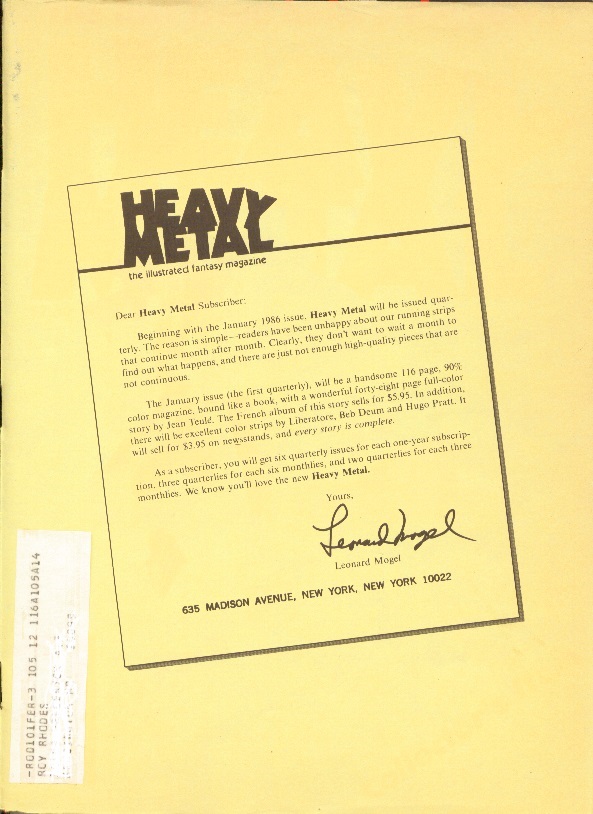 HEAVY
METAL
the illustrated fantasy magazine
Dear Heavy Metal Subscriber:
Beginning with the January 1986 issue, Heavy Metal will be issued quar-
terly. The reason is simple—readers have been unhappy about our running strips
that continue month after month. Clearly, they don't want to wait a month to
find out what happens, and there are just not enough high-quality pieces that are
not continuous.
The January issue (the first quarterly), will be a handsome 116 page, 90%
color magazine, bound like a book, with a wonderful forty-eight page full-color
story by Jean Teulé. The French album of this story sells for $5.95. In addition,
there will be excellent color strips by Liberatore, Beb Deum and Hugo Pratt. It
will sell for $3.95 on newsstands, and every story is complete.
As a subscriber, you will get six quarterly issues for each one-year subscrip-
tion, three quarterlies for each six monthlies, and two quarterlies for each three
monthlies. We know you'll love the new Heavy Metal.
Yours,
Leonard Mogel
Leonard Mogel
635 MADISON AVENUE, NEW YORK, NEW YORK 10022
-ROD101FER-3 105 12 116A105A14
ROY RHODES